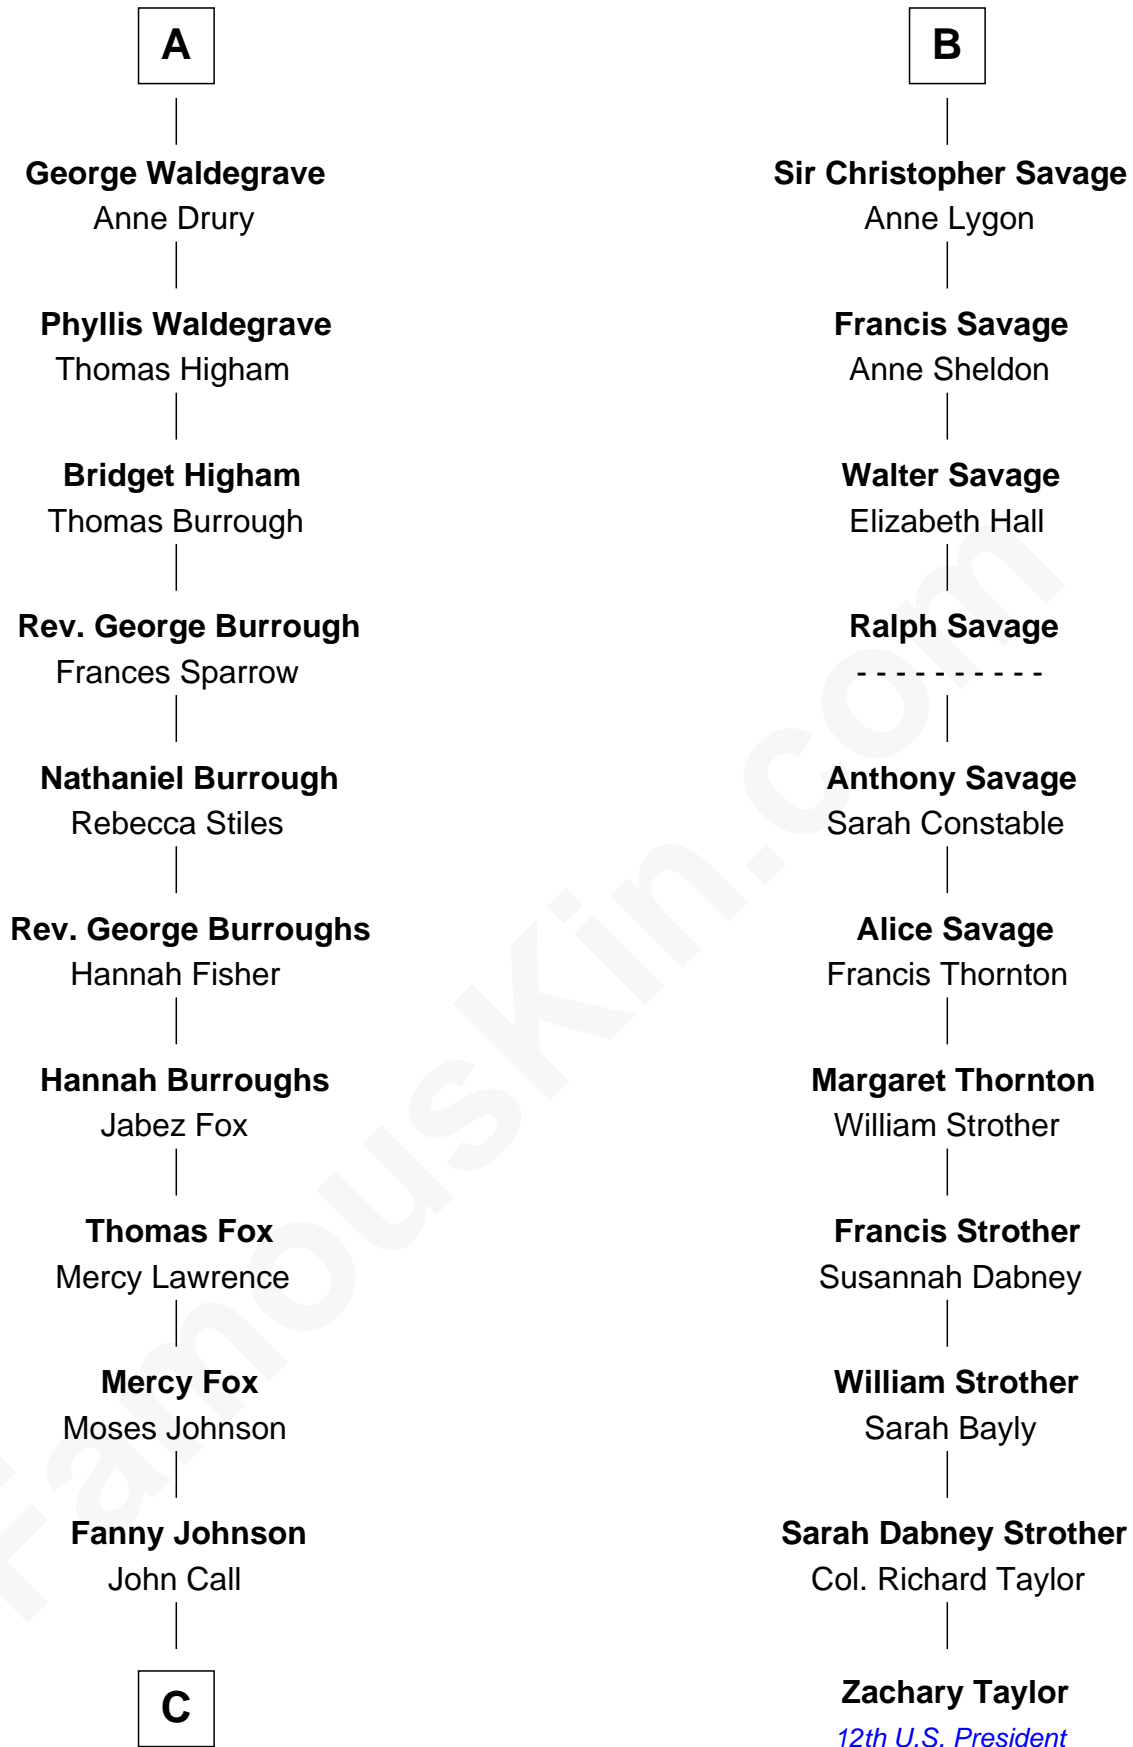 A
George Waldegrave
Anne Drury
Phyllis Waldegrave
Thomas Higham
Bridget Higham
Thomas Burrough
Rev. George Burrough
Frances Sparrow
Nathaniel Burrough
Rebecca Stiles
Rev. George Burroughs
Hannah Fisher
Hannah Burroughs
Jabez Fox
Thomas Fox
Mercy Lawrence
Mercy Fox
Moses Johnson
Fanny Johnson
John Call
C
B
Sir Christopher Savage
Anne Lygon
Francis Savage
Anne Sheldon
Walter Savage
Elizabeth Hall
Ralph Savage
- - - - - - - - - -
Anthony Savage
Sarah Constable
Alice Savage
Francis Thornton
Margaret Thornton
William Strother
Francis Strother
Susannah Dabney
William Strother
Sarah Bayly
Sarah Dabney Strother
Col. Richard Taylor
Zachary Taylor
12th U.S. President
FamousKin.com